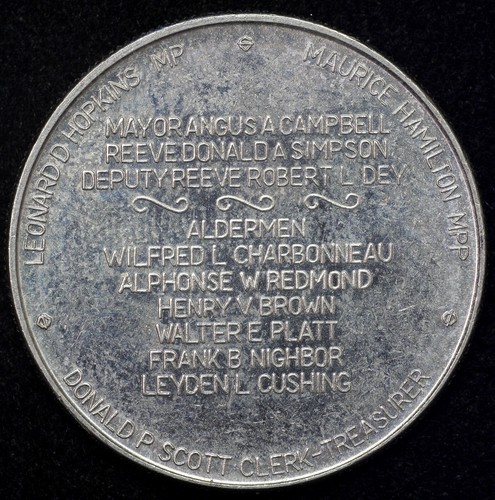 LEONARD D HOPKINS MP
MAURICE HAMILTON MPP
MAYOR ANGUS A CAMPBELL
REEVE DONALD A SIMPSON
DEPUTY REEVE ROBERT L DEY
ALDERMEN
WILFRED L CHARBONNEAU
ALPHONSE W REDMOND
HENRY V BROWN
WALTER E PLATT
FRANK B NIGHBOR
LEYDEN L CUSHING
DONALD P SCOTT CLERK-TREASURER